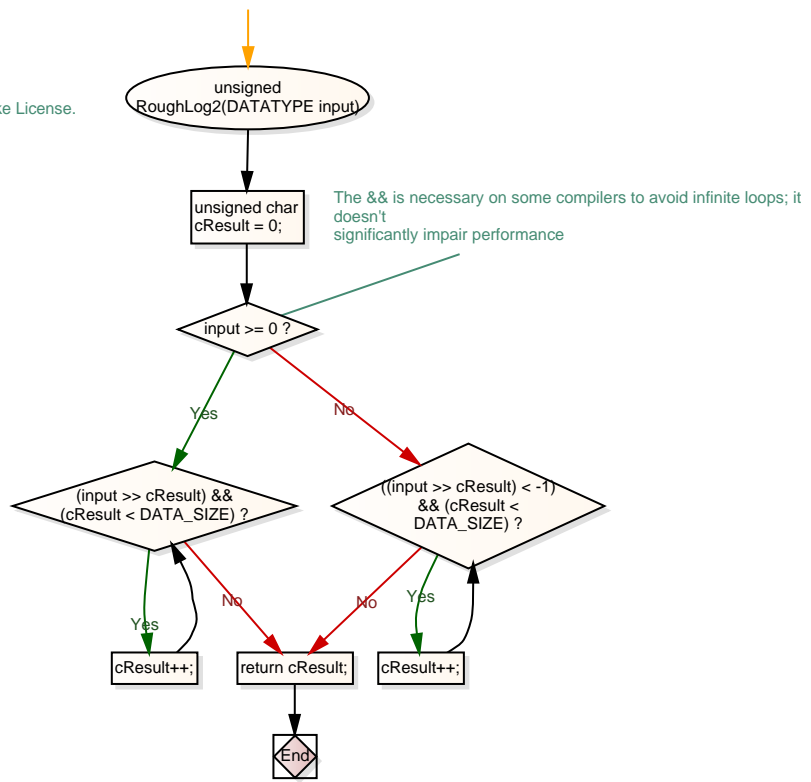 unsigned
RoughLog2(DATATYPE input)
ke License.
unsigned char
cResult = 0;
The && is necessary on some compilers to avoid infinite loops; it
doesn't
significantly impair performance
input >= 0 ?
Yes
No
(input >> cResult) &&
(cResult < DATA_SIZE) ?
((input >> cResult) < -1)
&& (cResult <
DATA_SIZE) ?
Yes
No
No
Yes
cResult++;
return cResult;
cResult++;
End